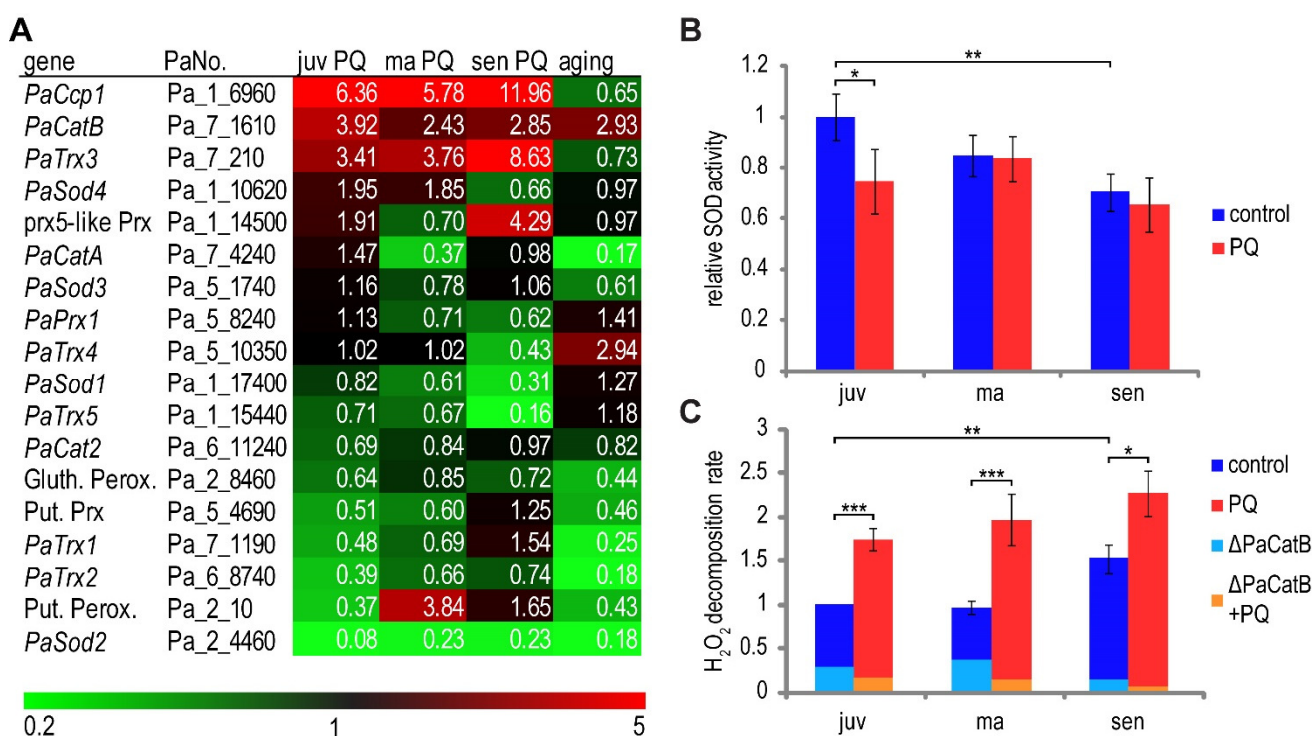 A
gene PaNo. juv PQ ma PQ sen PQ aging
PaCcp1 Pa_1_6960 6.36 5.78 11.96 0.65
PaCatB Pa_7_1610 3.92 2.43 2.85 2.93
PaTrx3 Pa_7_210 3.41 3.76 8.63 0.73
PaSod4 Pa_1_10620 1.95 1.85 0.66 0.97
prx5-like Prx Pa_1_14500 1.91 0.70 4.29 0.97
PaCatA Pa_7_4240 1.47 0.37 0.98 0.17
PaSod3 Pa_5_1740 1.16 0.78 1.06 0.61
PaPrx1 Pa_5_8240 1.13 0.71 0.62 1.41
PaTrx4 Pa_5_10350 1.02 1.02 0.43 2.94
PaSod1 Pa_1_17400 0.82 0.61 0.31 1.27
PaTrx5 Pa_1_15440 0.71 0.67 0.16 1.18
PaCat2 Pa_6_11240 0.69 0.84 0.97 0.82
Gluth. Perox. Pa_2_8460 0.64 0.85 0.72 0.44
Put. Prx Pa_5_4690 0.51 0.60 1.25 0.46
PaTrx1 Pa_7_1190 0.48 0.69 1.54 0.25
PaTrx2 Pa_6_8740 0.39 0.66 0.74 0.18
Put. Perox. Pa_2_10 0.37 3.84 1.65 0.43
PaSod2 Pa_2_4460 0.08 0.23 0.23 0.18
0.2 1 5
B
relative SOD activity
1.2
1
0.8
0.6
0.4
0.2
0
**
*
juv ma sen
control
PQ
C
H₂O₂ decomposition rate
3
2.5
2
1.5
1
0.5
0
**
*** *** *
juv ma sen
control
PQ
ΔPaCatB
ΔPaCatB
+PQ